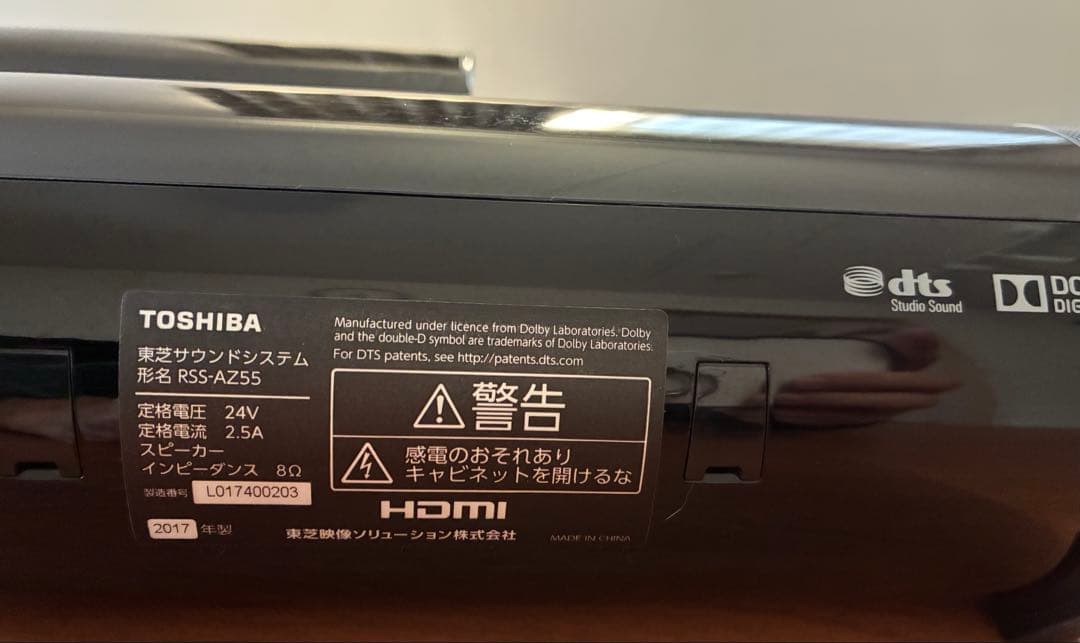 dts
Studio Sound
TOSHIBA
東芝サウンドシステム
形名 RSS-AZ55
定格電圧 24V
定格電流 2.5A
スピーカー
インピーダンス 8Ω
製造番号 L017400203
2017 年製
Manufactured under licence from Dolby Laboratories. Dolby
and the double-D symbol are trademarks of Dolby Laboratories.
For DTS patents, see http://patents.dts.com
警告
感電のおそれあり
キャビネットを開けるな
HDMI
東芝映像ソリューション株式会社
MADE IN CHINA